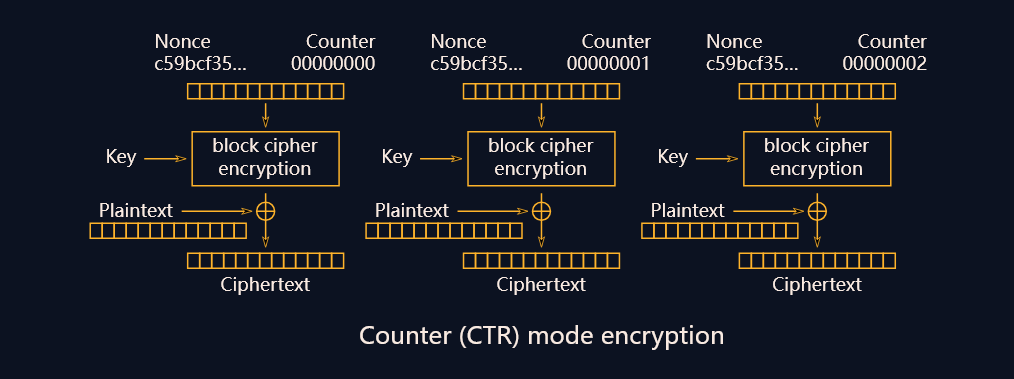 Nonce Counter Nonce Counter Nonce Counter
c59bcf35... 00000000 c59bcf35... 00000001 c59bcf35... 00000002
block cipher block cipher block cipher
Key encryption Key encryption Key encryption
Plaintext Plaintext Plaintext
Ciphertext Ciphertext Ciphertext
Counter (CTR) mode encryption